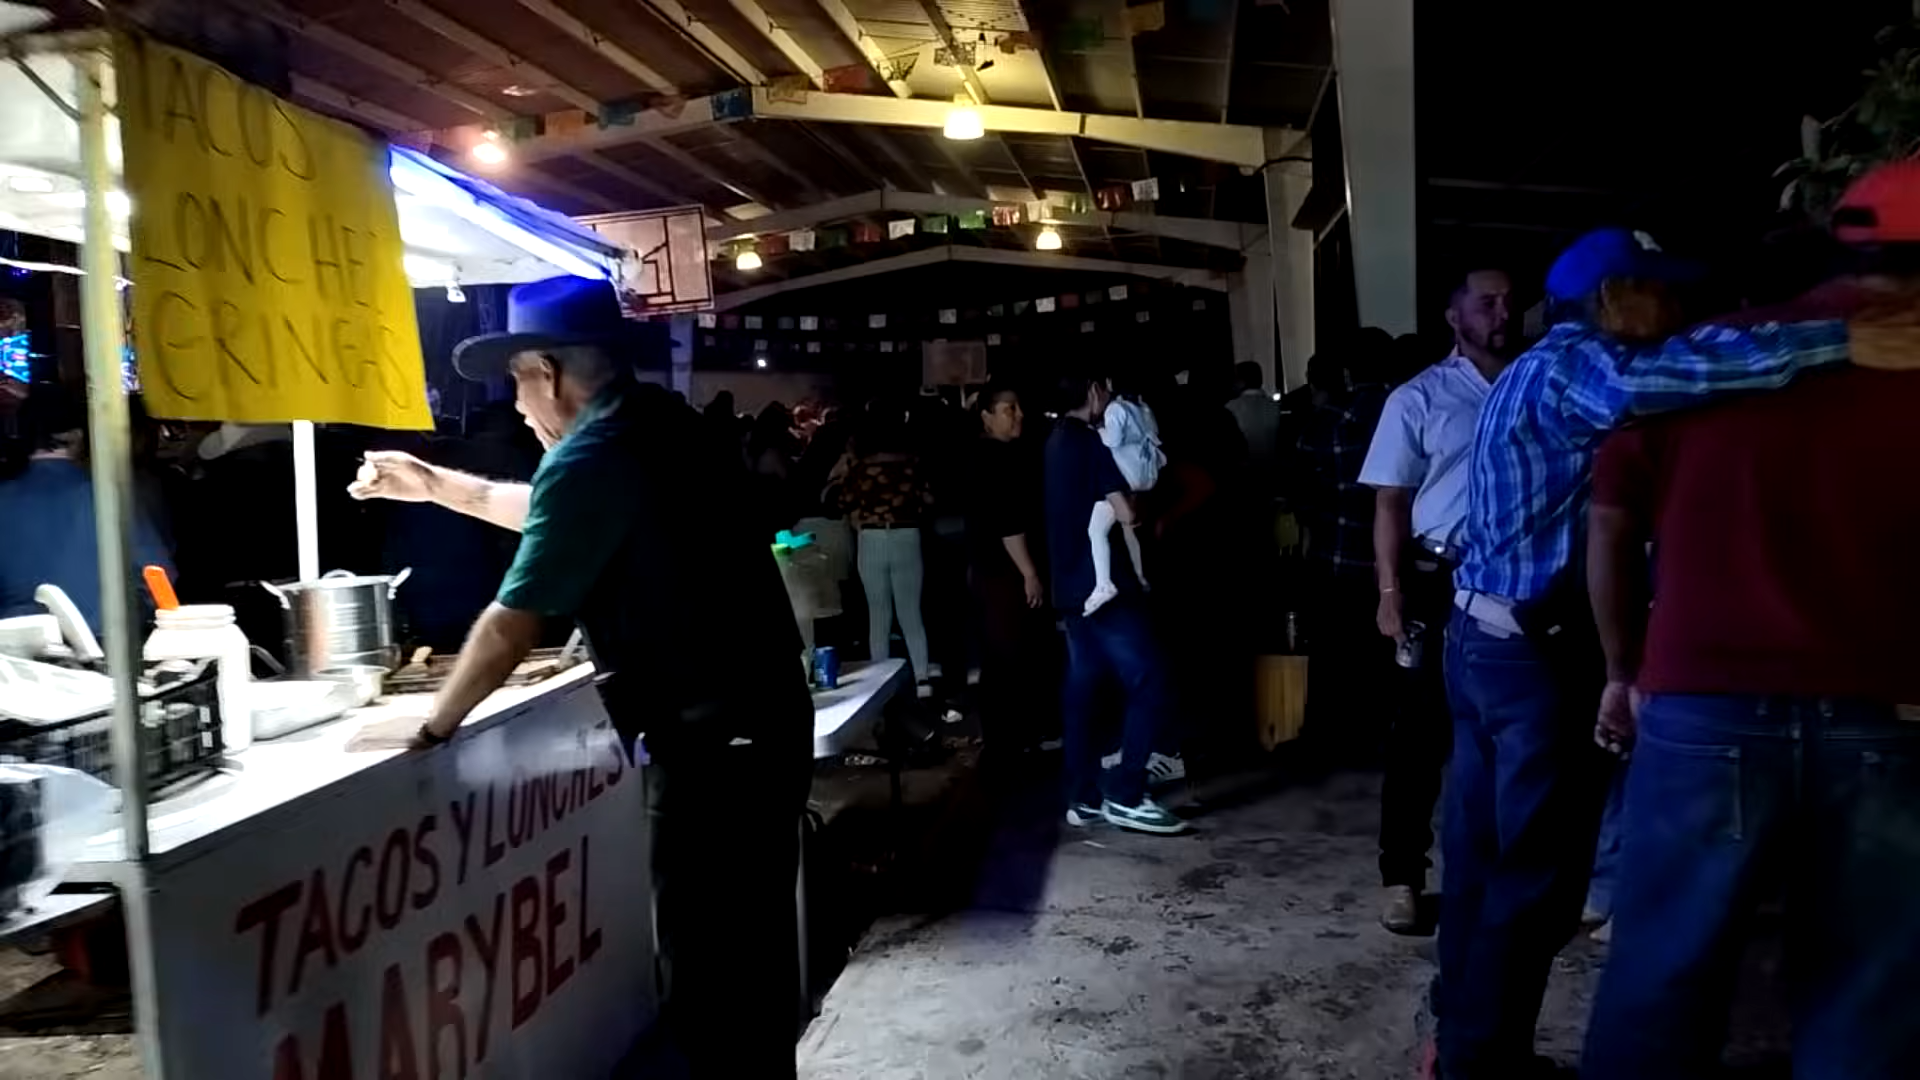 TACOS
LONCHES
GRINGAS
TACOS Y LONCHES
MARYBEL